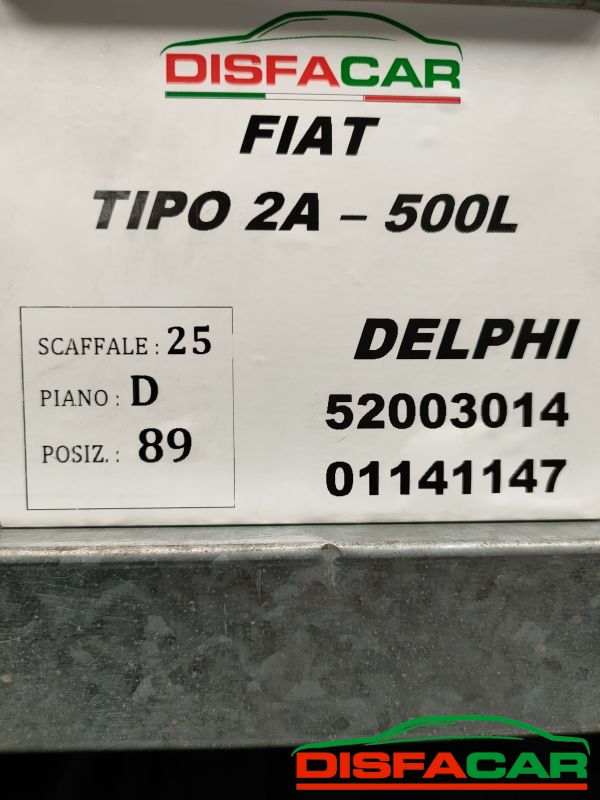 DISFACAR
FIAT
TIPO 2A – 500L
SCAFFALE : 25
PIANO : D
POSIZ. : 89
DELPHI
52003014
01141147
DISFACAR